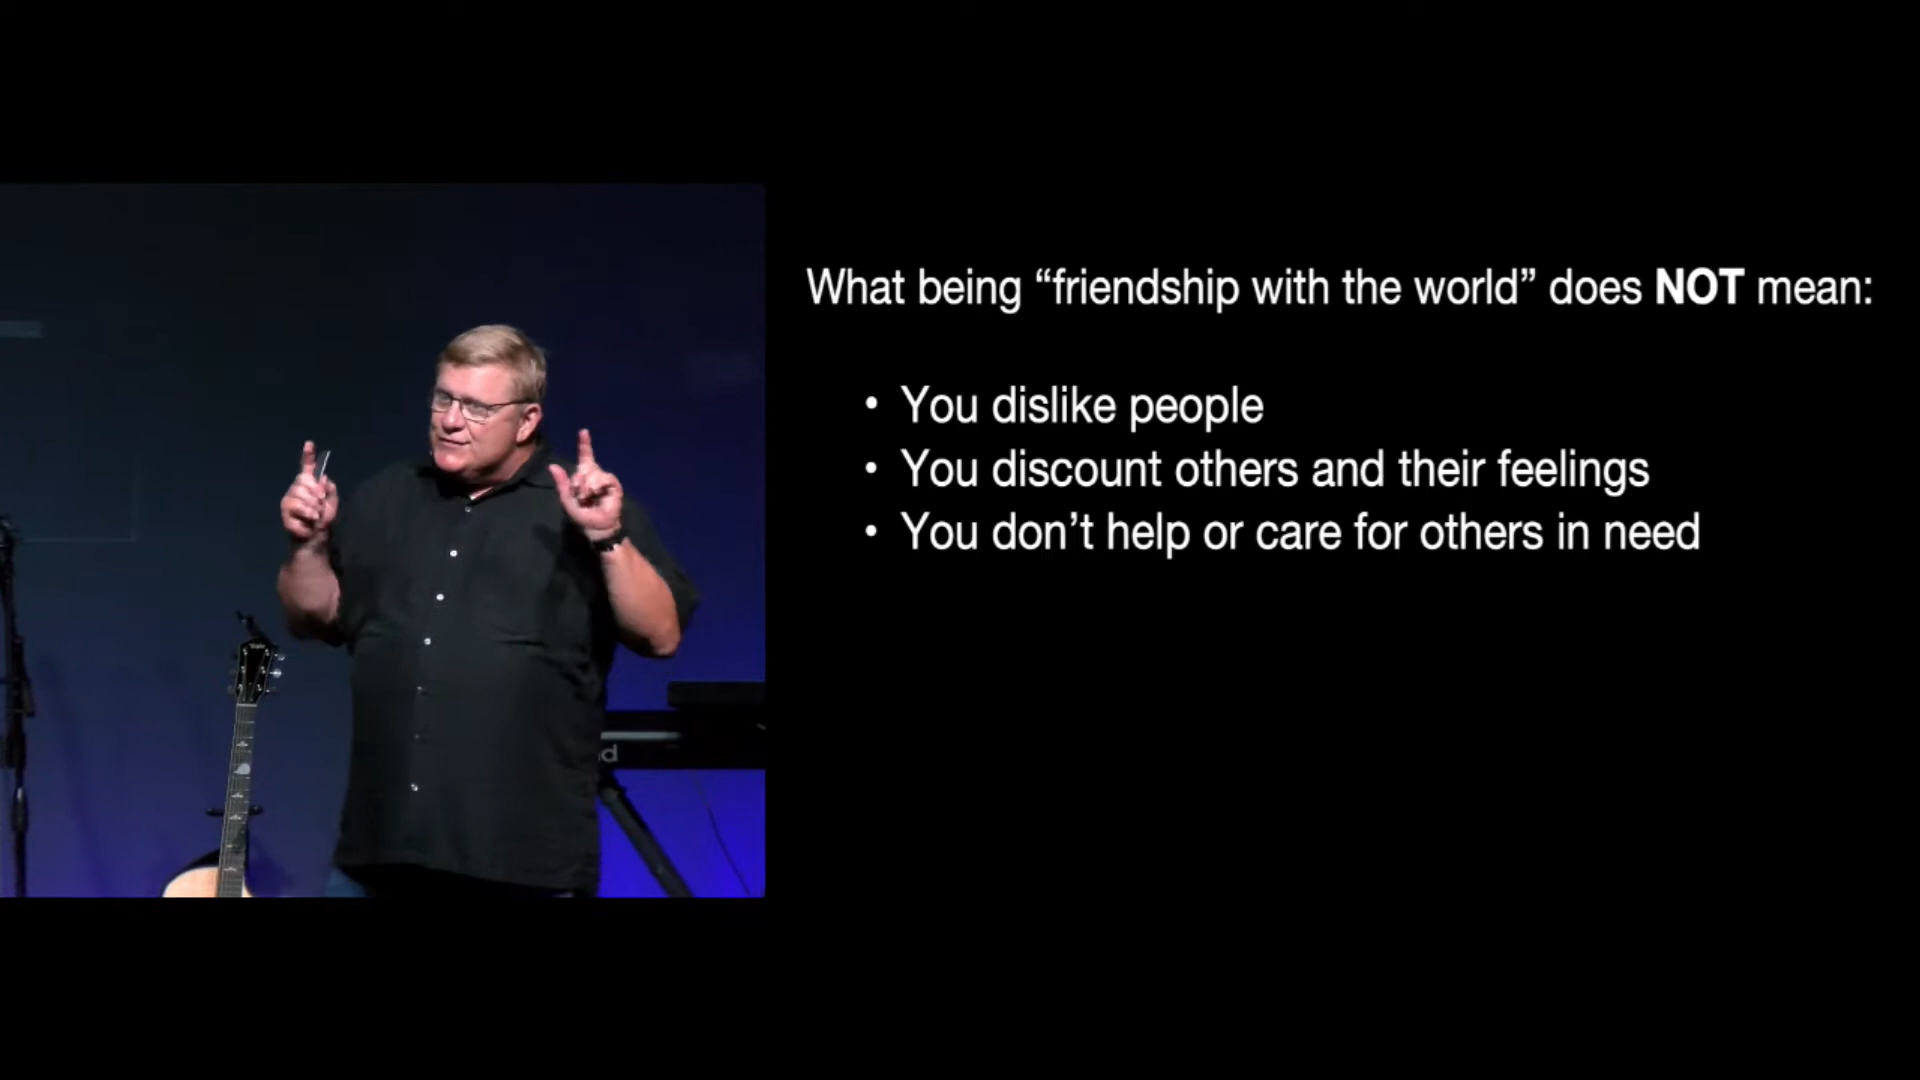 What being “friendship with the world” does NOT mean:
• You dislike people
• You discount others and their feelings
• You don’t help or care for others in need